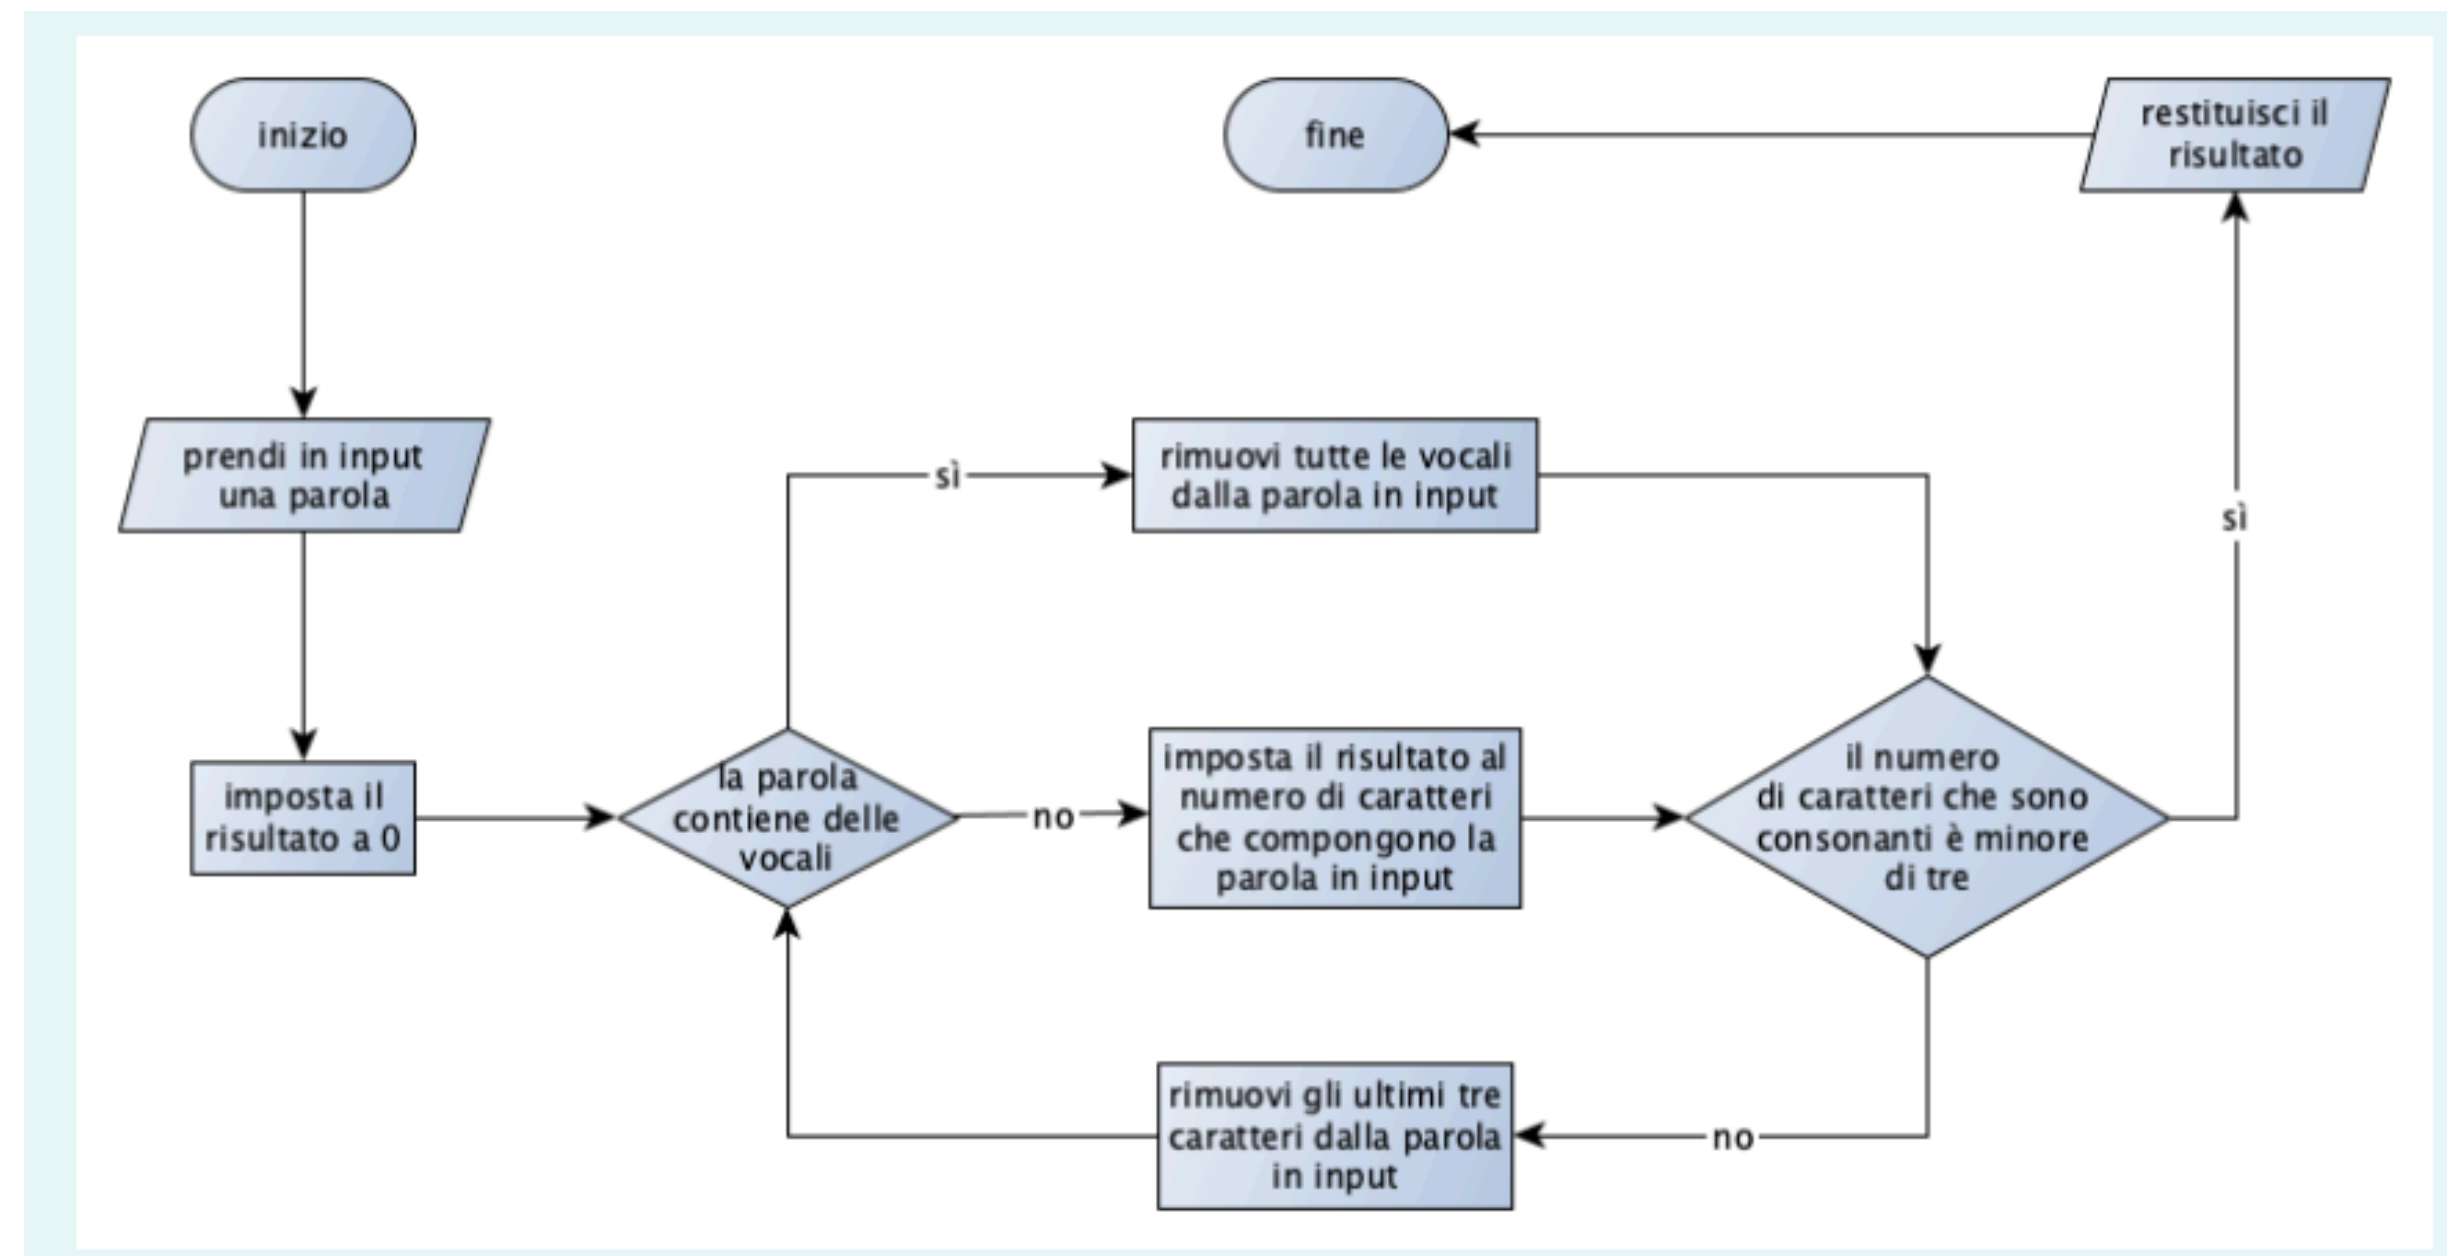 inizio
prendi in input
una parola
imposta il
risultato a 0
la parola
contiene delle
vocali
sì
rimuovi tutte le vocali
dalla parola in input
no
imposta il risultato al
numero di caratteri
che compongono la
parola in input
il numero
di caratteri che sono
consonanti è minore
di tre
no
rimuovi gli ultimi tre
caratteri dalla parola
in input
sì
restituisci il
risultato
fine